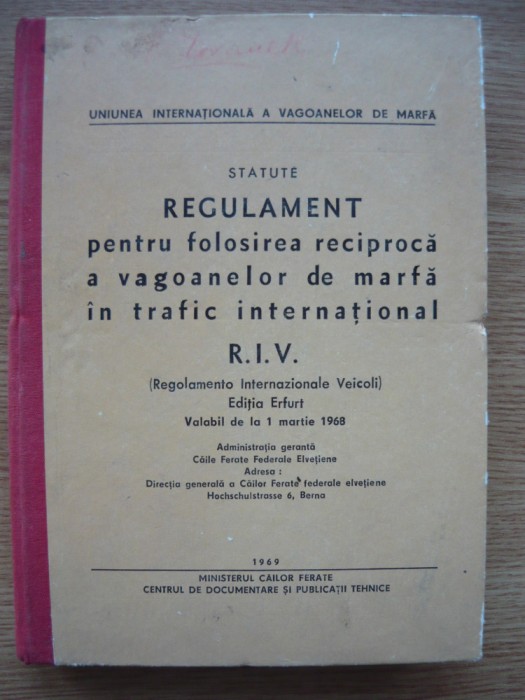 UNIUNEA INTERNAȚIONALĂ A VAGOANELOR DE MARFĂ
STATUTE
REGULAMENT
pentru folosirea reciprocă
a vagoanelor de marfă
în trafic internațional
R.I.V.
(Regolamento Internazionale Veicoli)
Ediția Erfurt
Valabil de la 1 martie 1968
Administrația gerantă
Căile Ferate Federale Elvețiene
Adresa :
Direcția generală a Căilor Ferate federale elvețiene
Hochschulstrasse 6, Berna
1969
MINISTERUL CĂILOR FERATE
CENTRUL DE DOCUMENTARE ȘI PUBLICAȚII TEHNICE